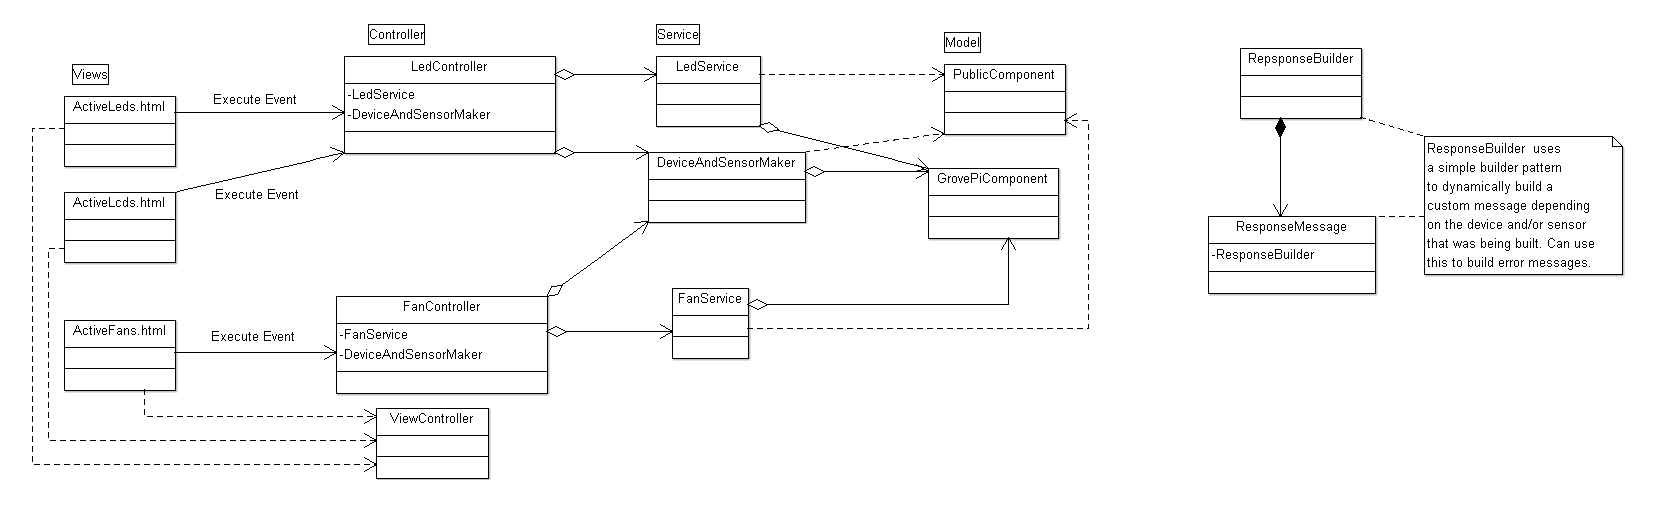 Views
ActiveLeds.html
Execute Event
ActiveLcds.html
Execute Event
ActiveFans.html
Execute Event
Controller
LedController
-LedService
-DeviceAndSensorMaker
FanController
-FanService
-DeviceAndSensorMaker
ViewController
Service
LedService
DeviceAndSensorMaker
FanService
Model
PublicComponent
GrovePiComponent
RepsponseBuilder
ResponseMessage
-ResponseBuilder
ResponseBuilder uses
a simple builder pattern
to dynamically build a
custom message depending
on the device and/or sensor
that was being built. Can use
this to build error messages.